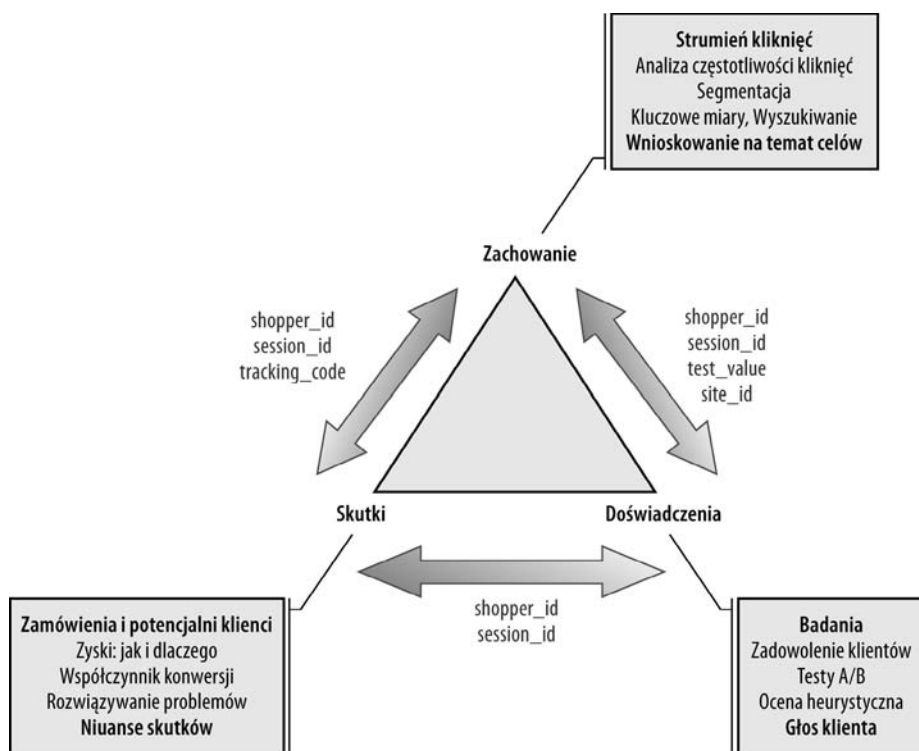 Strumień kliknięć
Analiza częstotliwości kliknięć
Segmentacja
Kluczowe miary, Wyszukiwanie
Wnioskowanie na temat celów
Zachowanie
shopper_id
session_id
tracking_code
shopper_id
session_id
test_value
site_id
Skutki
Doświadczenia
shopper_id
session_id
Zamówienia i potencjalni klienci
Zyski: jak i dlaczego
Współczynnik konwersji
Rozwiązywanie problemów
Niuanse skutków
Badania
Zadowolenie klientów
Testy A/B
Ocena heurystyczna
Głos klienta